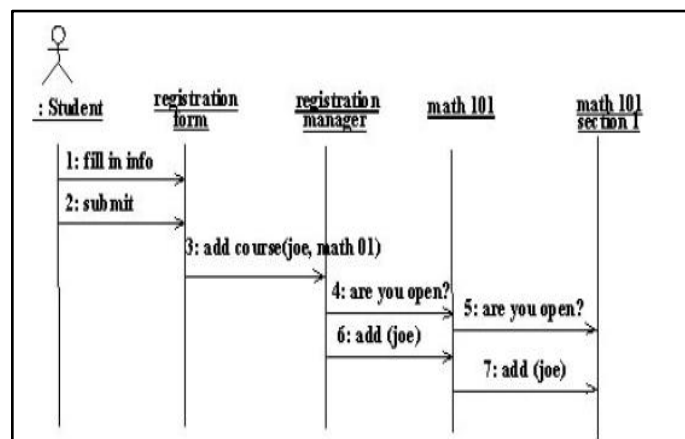 : Student
registration
form
registration
manager
math 101
math 101
section 1
1: fill in info
2: submit
3: add course(joe, math 01)
4: are you open?
5: are you open?
6: add (joe)
7: add (joe)